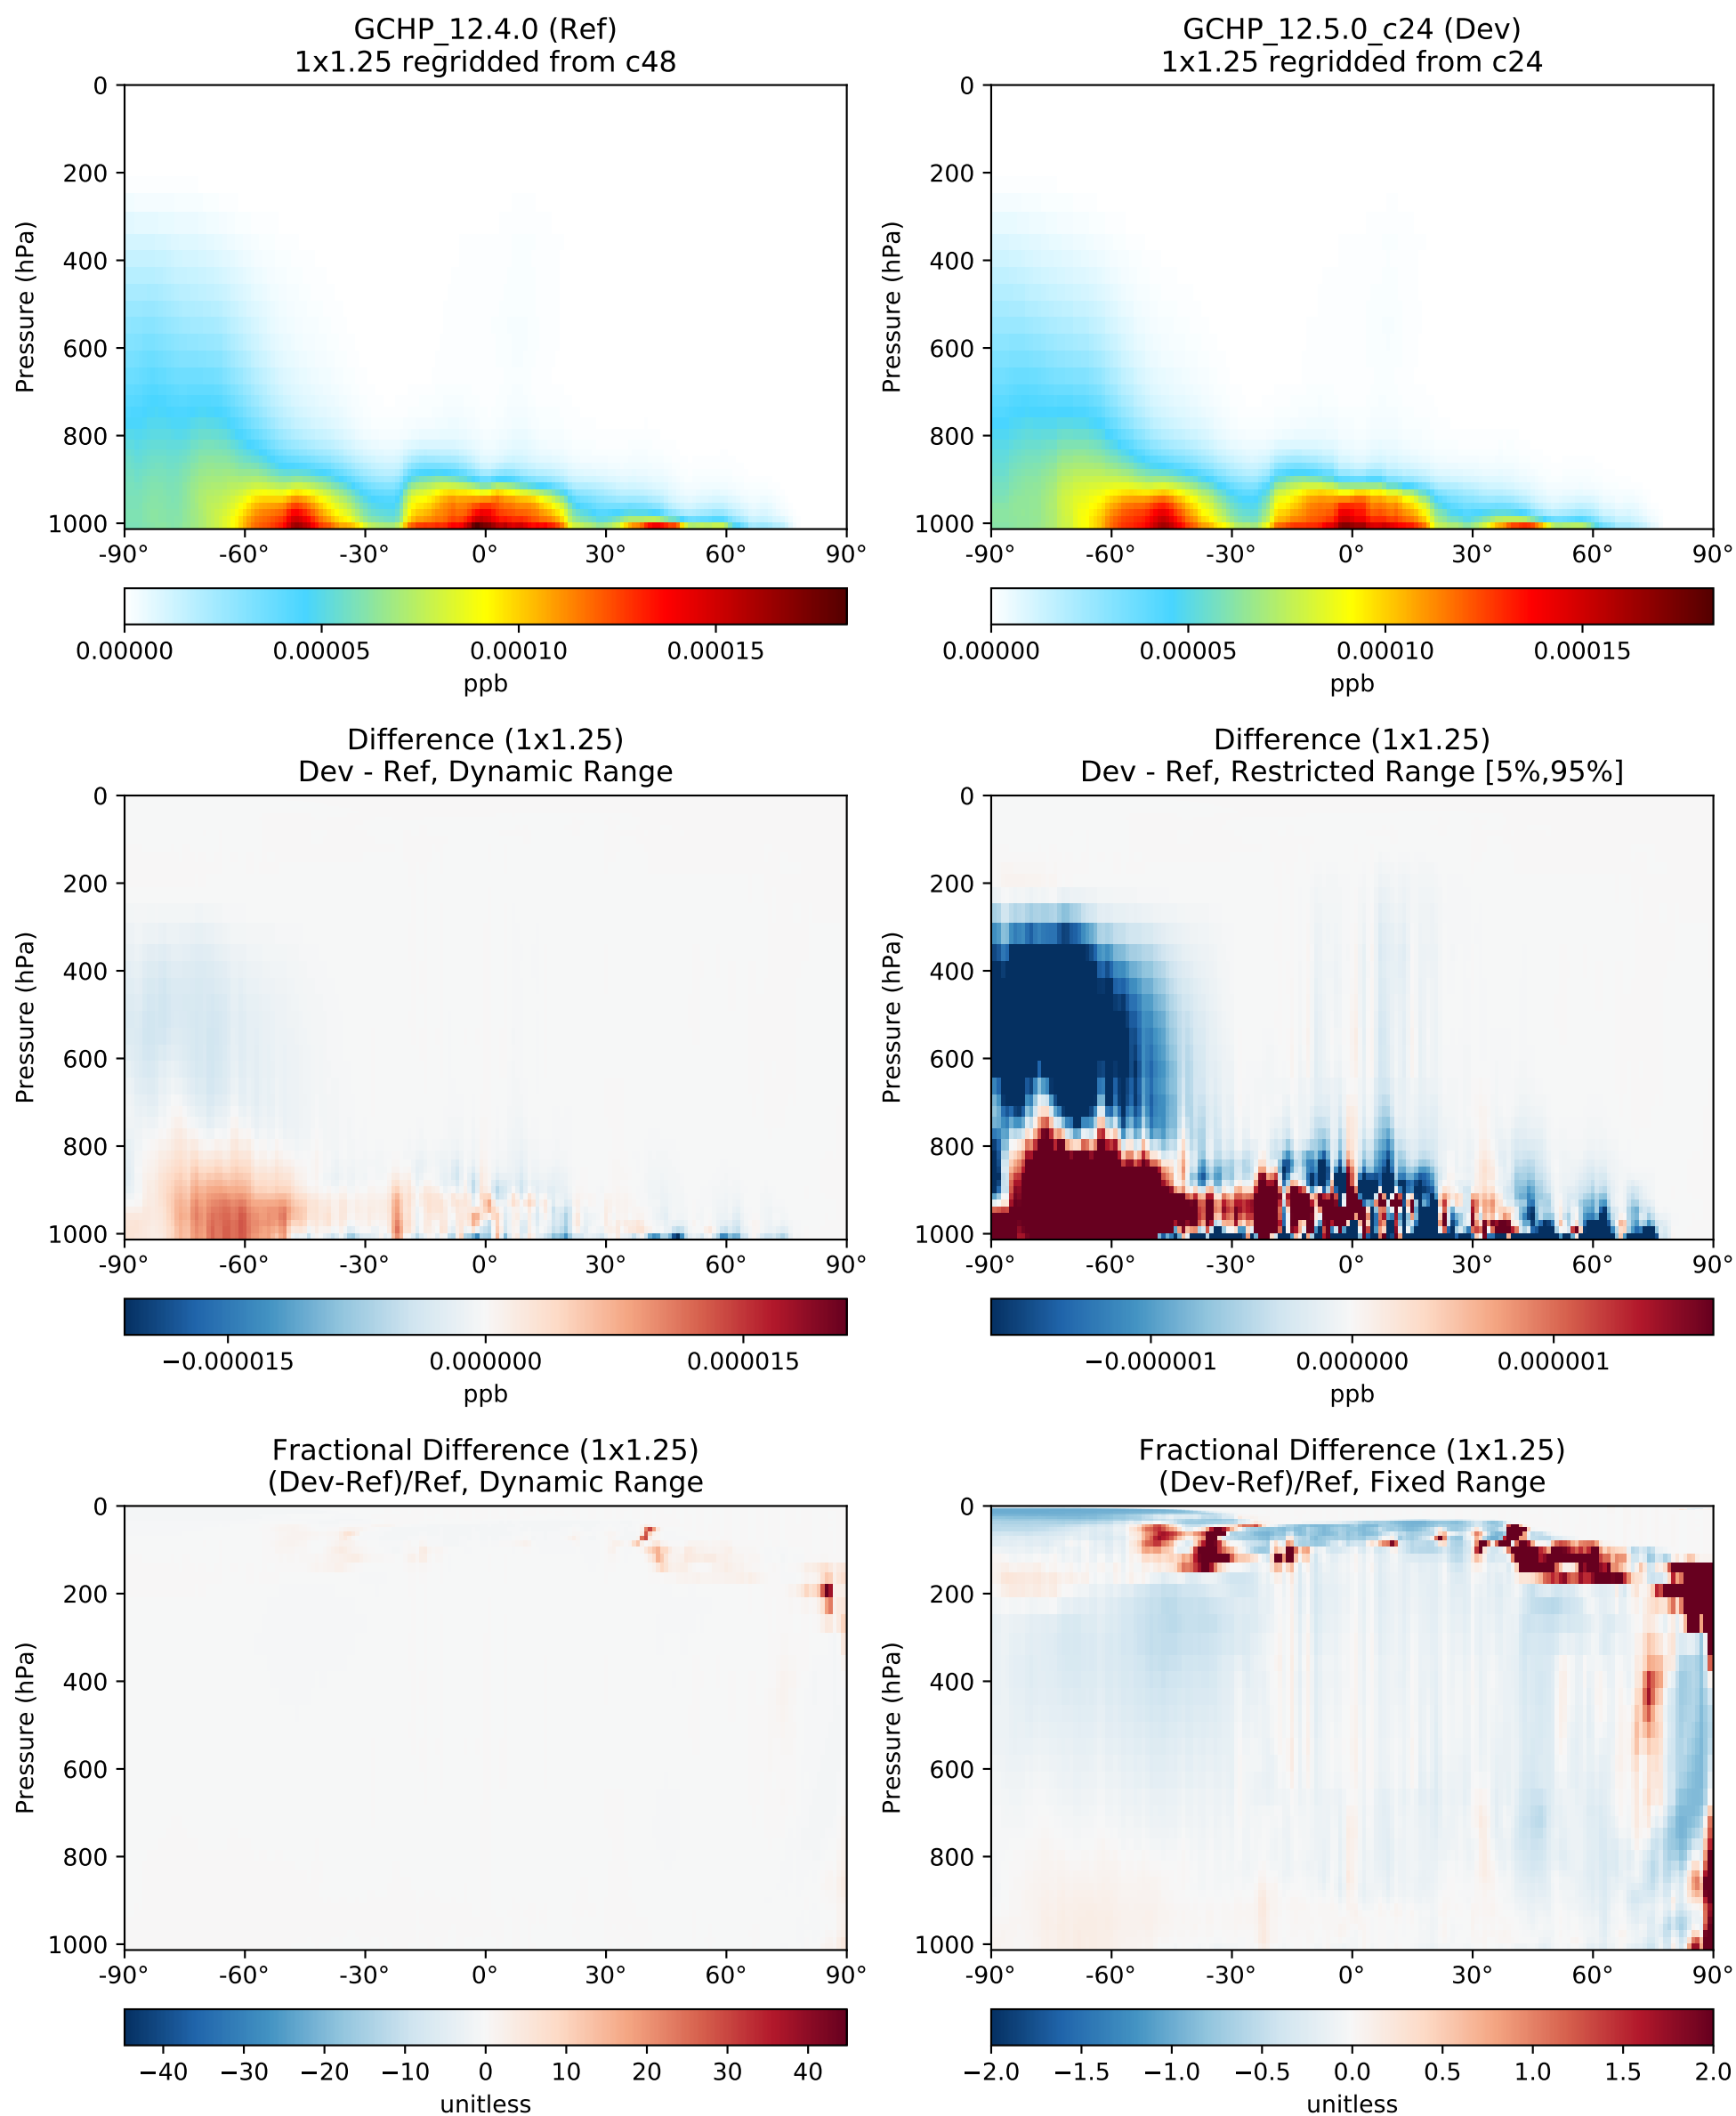 GCHP_12.4.0 (Ref)
1x1.25 regridded from c48
GCHP_12.5.0_c24 (Dev)
1x1.25 regridded from c24
0
200
400
600
800
1000
Pressure (hPa)
-90° -60° -30° 0° 30° 60° 90°
0.00000 0.00005 0.00010 0.00015
ppb
0
200
400
600
800
1000
Pressure (hPa)
-90° -60° -30° 0° 30° 60° 90°
0.00000 0.00005 0.00010 0.00015
ppb
Difference (1x1.25)
Dev - Ref, Dynamic Range
0
200
400
600
800
1000
Pressure (hPa)
-90° -60° -30° 0° 30° 60° 90°
−0.000015 0.000000 0.000015
ppb
Difference (1x1.25)
Dev - Ref, Restricted Range [5%,95%]
0
200
400
600
800
1000
Pressure (hPa)
-90° -60° -30° 0° 30° 60° 90°
−0.000001 0.000000 0.000001
ppb
Fractional Difference (1x1.25)
(Dev-Ref)/Ref, Dynamic Range
0
200
400
600
800
1000
Pressure (hPa)
-90° -60° -30° 0° 30° 60° 90°
−40 −30 −20 −10 0 10 20 30 40
unitless
Fractional Difference (1x1.25)
(Dev-Ref)/Ref, Fixed Range
0
200
400
600
800
1000
Pressure (hPa)
-90° -60° -30° 0° 30° 60° 90°
−2.0 −1.5 −1.0 −0.5 0.0 0.5 1.0 1.5 2.0
unitless